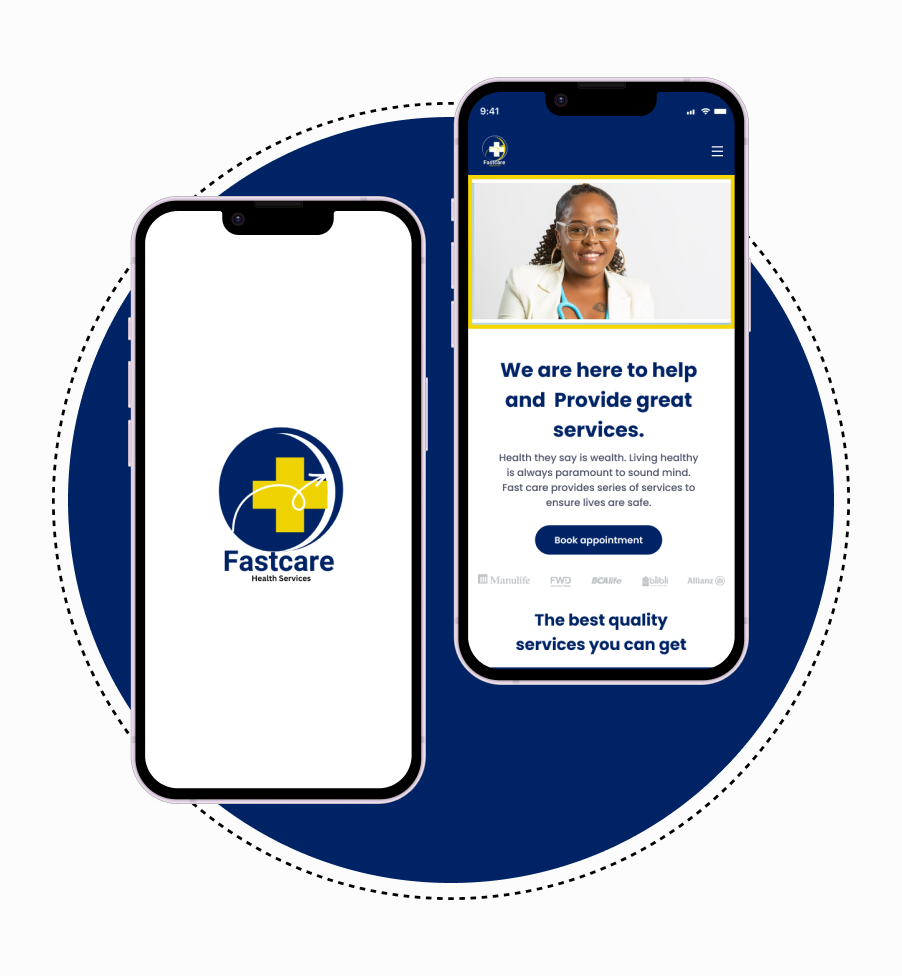 Fastcare
Health Services
9:41
Fastcare
We are here to help
and Provide great
services.
Health they say is wealth. Living healthy
is always paramount to sound mind.
Fast care provides series of services to
ensure lives are safe.
Book appointment
Manulife FWD BCAlife blibli Allianz
The best quality
services you can get